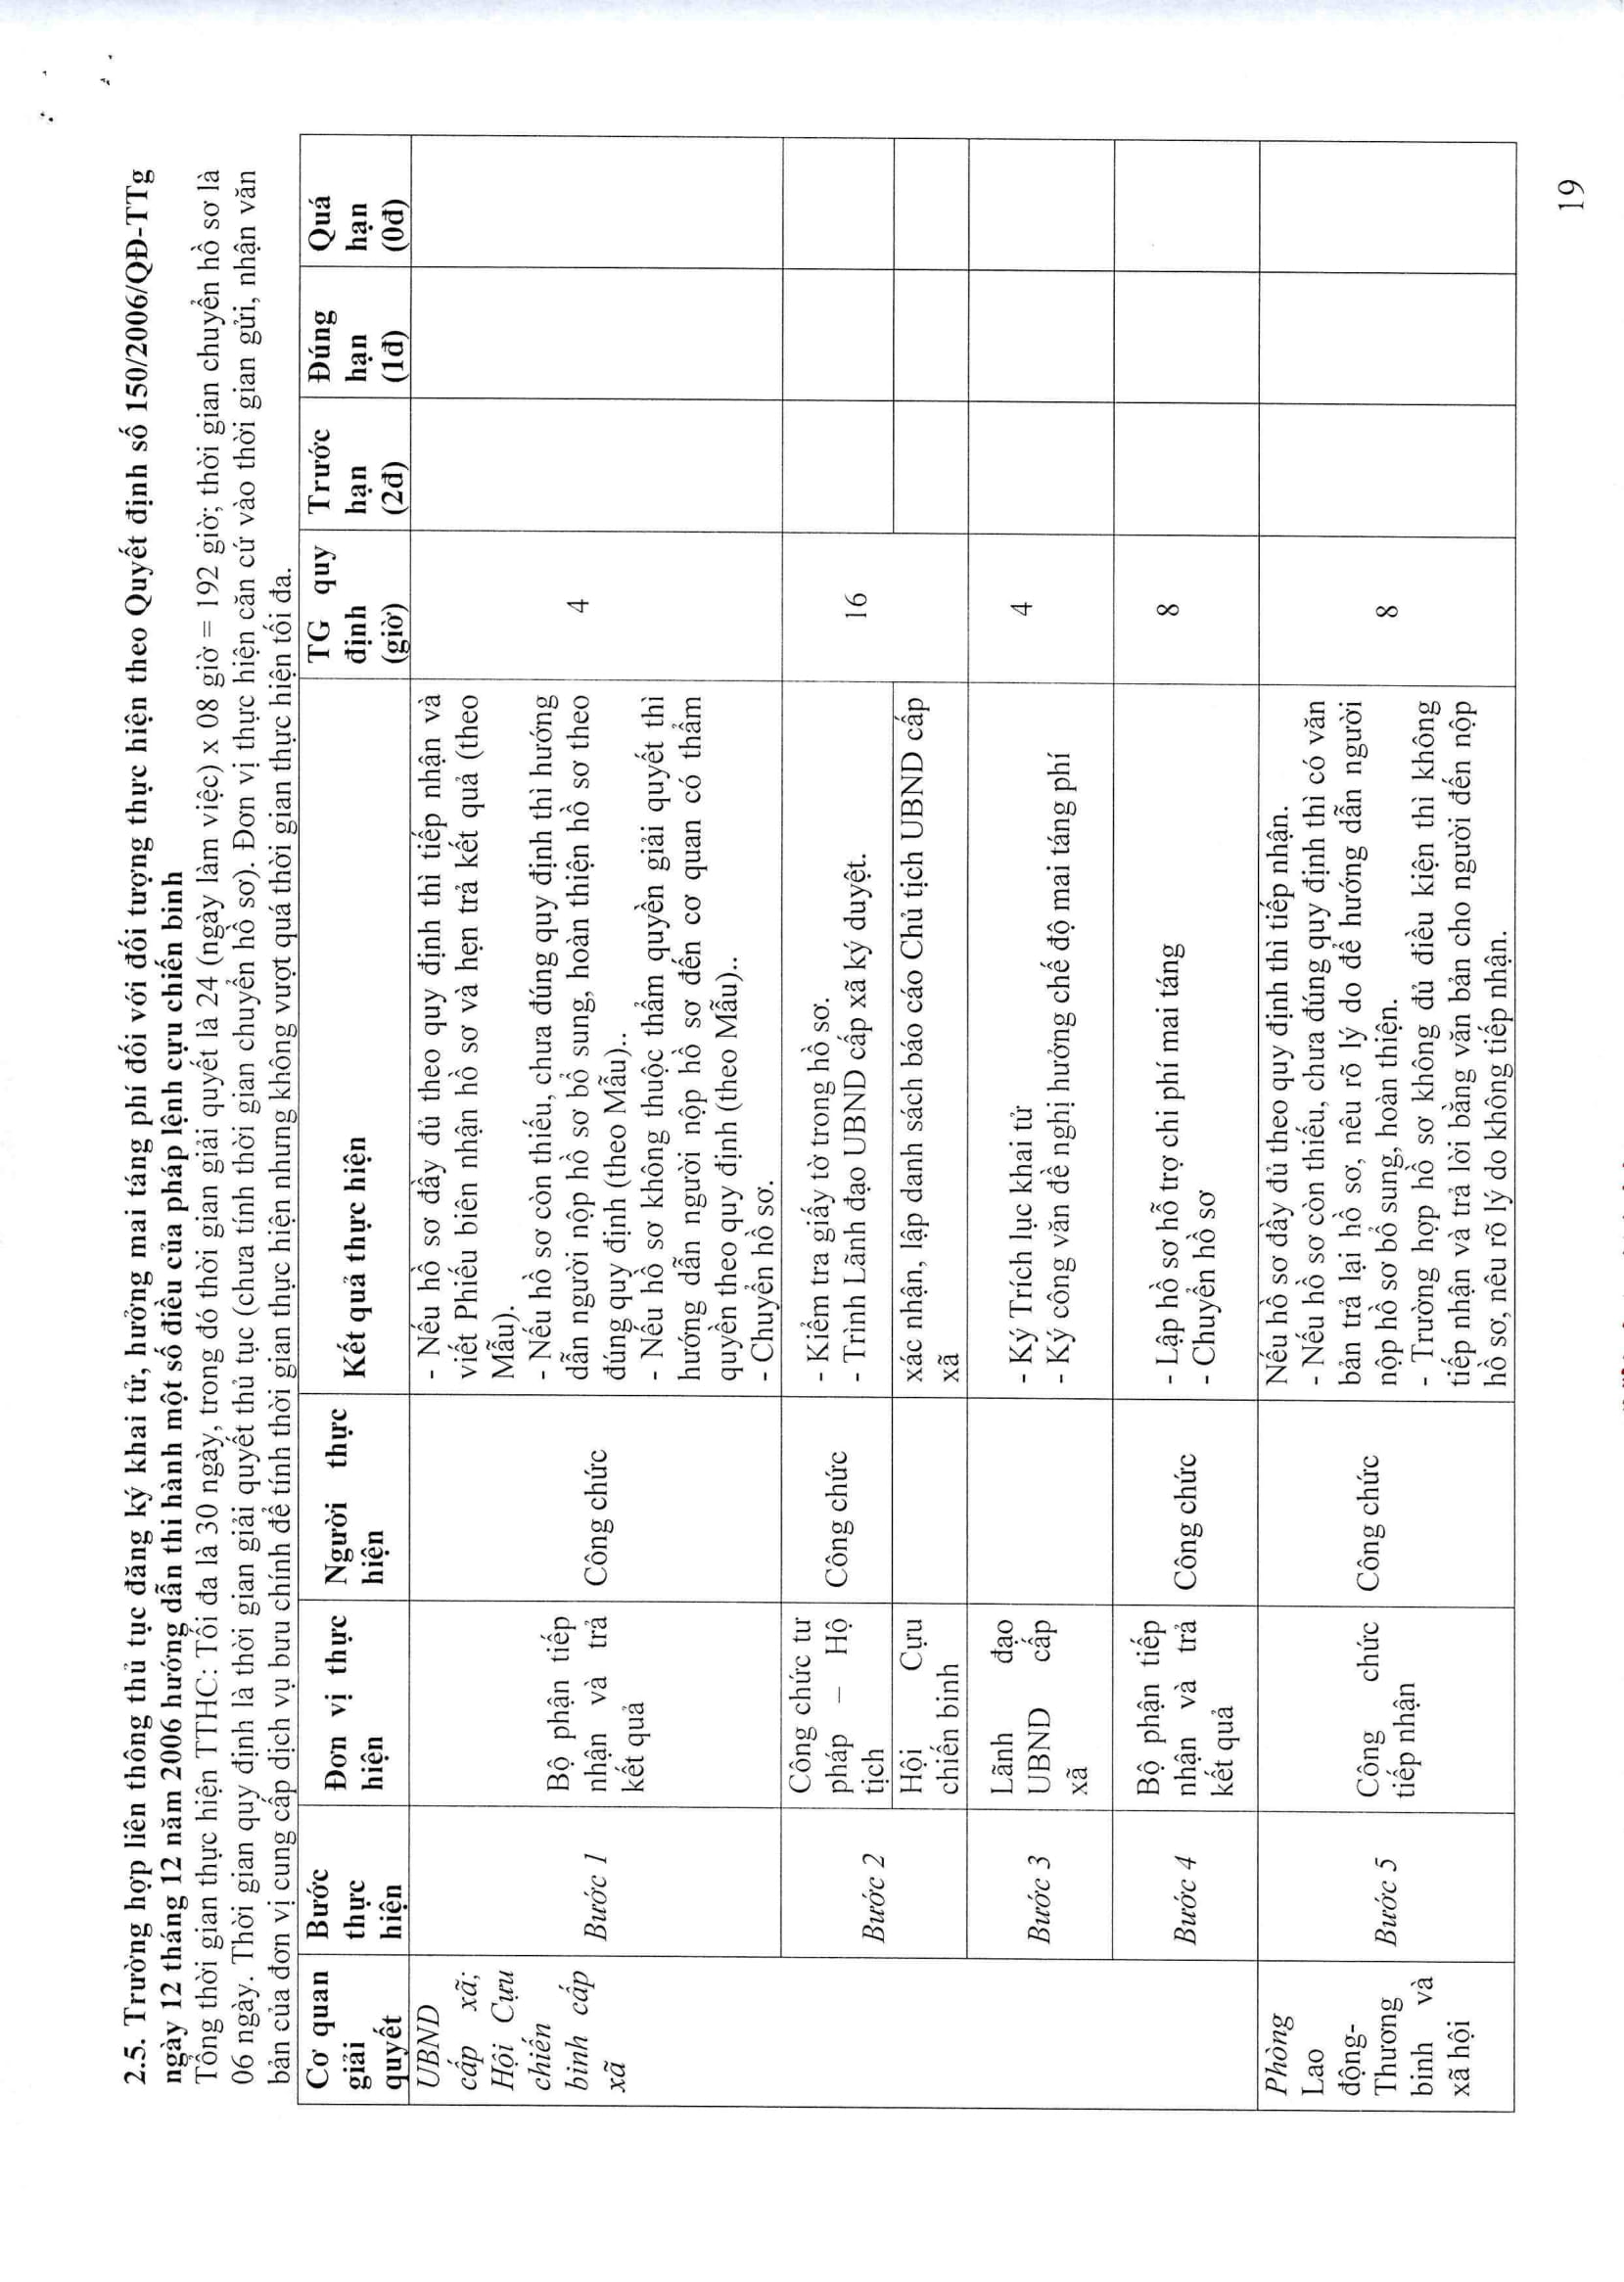 2.5. Trường hợp liên thông thủ tục đăng ký khai tử, hưởng mai táng phí đối với đối tượng thực hiện theo Quyết định số 150/2006/QĐ-TTg
ngày 12 tháng 12 năm 2006 hướng dẫn thi hành một số điều của pháp lệnh cựu chiến binh
Tổng thời gian thực hiện TTHC: Tối đa là 30 ngày, trong đó thời gian giải quyết là 24 (ngày làm việc) x 08 giờ = 192 giờ; thời gian chuyển hồ sơ là
06 ngày. Thời gian quy định là thời gian giải quyết thủ tục (chưa tính thời gian chuyển hồ sơ). Đơn vị thực hiện căn cứ vào thời gian gửi, nhận văn
bản của đơn vị cung cấp dịch vụ bưu chính để tính thời gian thực hiện nhưng không vượt quá thời gian thực hiện tối đa.
Cơ quan
giải
quyết
Bước
thực
hiện
Đơn vị thực
hiện
Người thực
hiện
Kết quả thực hiện
TG quy
định
(giờ)
Trước
hạn
(2đ)
Đúng
hạn
(1đ)
Quá
hạn
(0đ)
UBND
cấp xã;
Hội Cựu
chiến
binh cấp
xã
Bước 1
Bộ phận tiếp
nhận và trả
kết quả
Công chức
- Nếu hồ sơ đầy đủ theo quy định thì tiếp nhận và
viết Phiếu biên nhận hồ sơ và hẹn trả kết quả (theo
Mẫu).
- Nếu hồ sơ còn thiếu, chưa đúng quy định thì hướng
dẫn người nộp hồ sơ bổ sung, hoàn thiện hồ sơ theo
đúng quy định (theo Mẫu)..
- Nếu hồ sơ không thuộc thẩm quyền giải quyết thì
hướng dẫn người nộp hồ sơ đến cơ quan có thẩm
quyền theo quy định (theo Mẫu)..
- Chuyển hồ sơ.
4
Bước 2
Công chức tư
pháp – Hộ
tịch
Công chức
- Kiểm tra giấy tờ trong hồ sơ.
- Trình Lãnh đạo UBND cấp xã ký duyệt.
16
Hội Cựu
chiến binh
xác nhận, lập danh sách báo cáo Chủ tịch UBND cấp
xã
Bước 3
Lãnh đạo
UBND cấp
xã
- Ký Trích lục khai tử
- Ký công văn đề nghị hưởng chế độ mai táng phí
4
Bước 4
Bộ phận tiếp
nhận và trả
kết quả
Công chức
- Lập hồ sơ hỗ trợ chi phí mai táng
- Chuyển hồ sơ
8
Phòng
Lao
động-
Thương
binh và
xã hội
Bước 5
Công chức
tiếp nhận
Công chức
Nếu hồ sơ đầy đủ theo quy định thì tiếp nhận.
- Nếu hồ sơ còn thiếu, chưa đúng quy định thì có văn
bản trả lại hồ sơ, nêu rõ lý do để hướng dẫn người
nộp hồ sơ bổ sung, hoàn thiện.
- Trường hợp hồ sơ không đủ điều kiện thì không
tiếp nhận và trả lời bằng văn bản cho người đến nộp
hồ sơ, nêu rõ lý do không tiếp nhận.
8
19